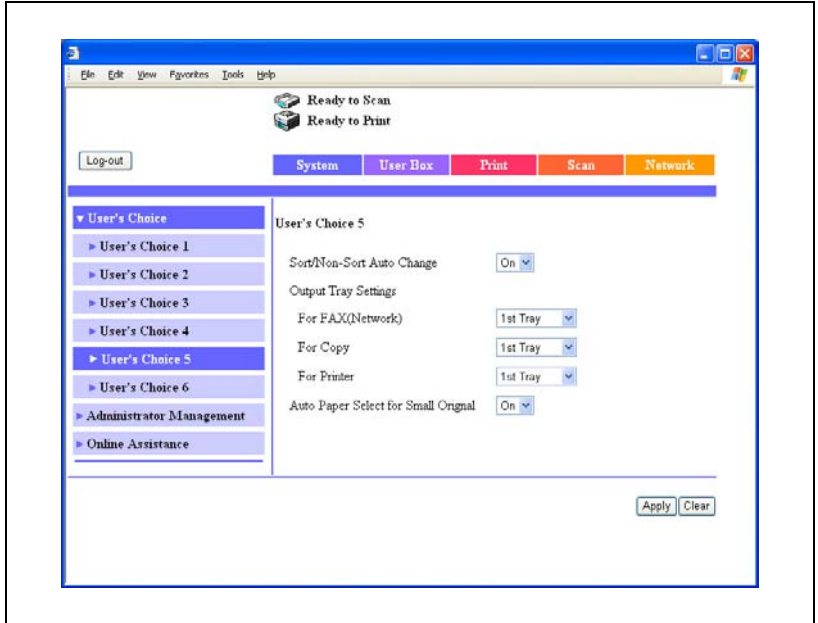 File Edit View Favorites Tools Help
Ready to Scan
Ready to Print
Log-out
System User Box Print Scan Network
User's Choice
User's Choice 1
User's Choice 2
User's Choice 3
User's Choice 4
User's Choice 5
User's Choice 6
Administrator Management
Online Assistance
User's Choice 5
Sort/Non-Sort Auto Change On
Output Tray Settings
For FAX(Network) 1st Tray
For Copy 1st Tray
For Printer 1st Tray
Auto Paper Select for Small Orignal On
Apply Clear